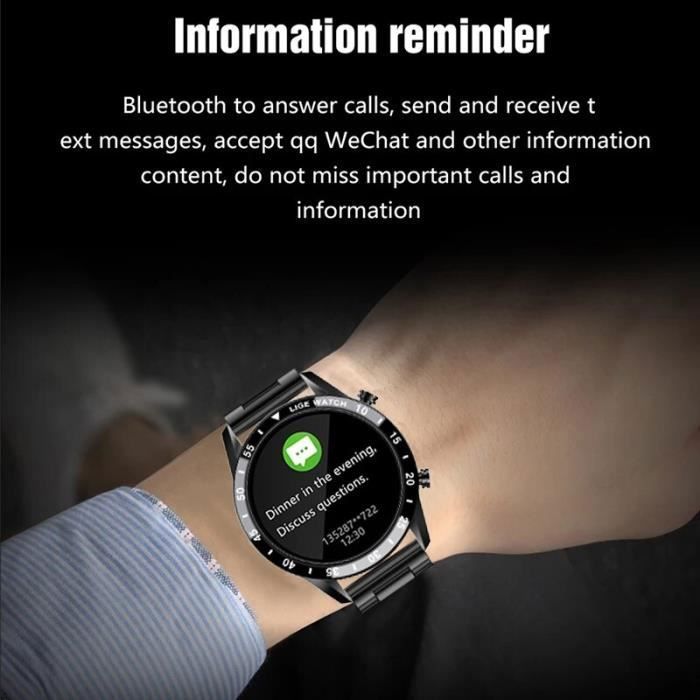 Information reminder
Bluetooth to answer calls, send and receive t
ext messages, accept qq WeChat and other information
content, do not miss important calls and
information
LIGE WATCH 10
15
20
25
30
35
40
45
50
55
Dinner in the evening,
Discuss questions.
135287**722
12:30